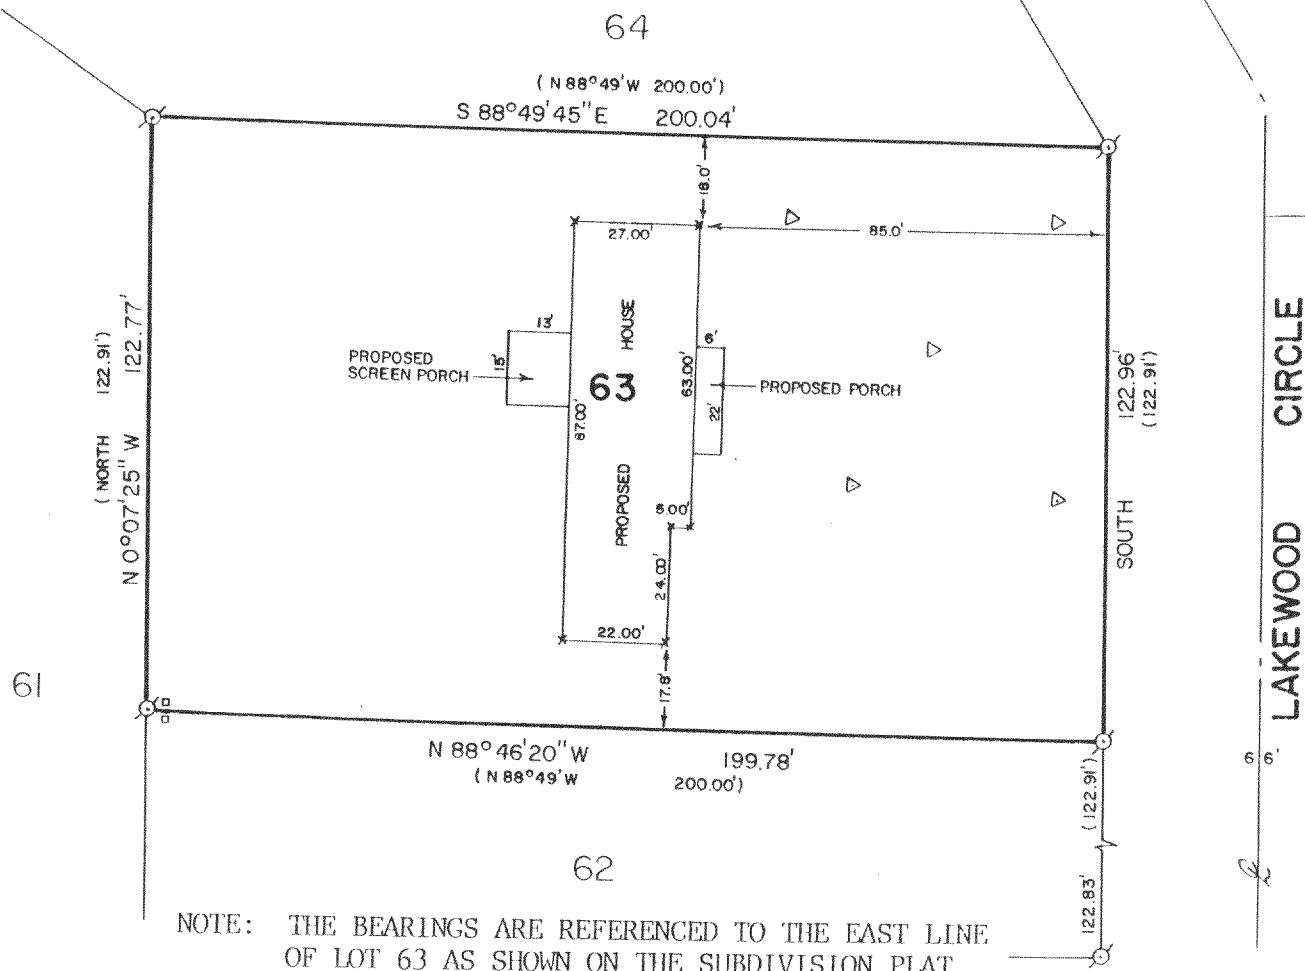 64
( N 88°49' W 200.00')
S 88°49'45" E 200.04'
18.0'
27.00'
85.0'
13'
15'
PROPOSED
SCREEN PORCH
HOUSE
63
PROPOSED
87.00'
63.00'
6'
22'
PROPOSED PORCH
5.00'
24.00'
22.00'
17.8'
( NORTH 122.91')
N 0°07'25" W 122.77'
122.96'
(122.91')
SOUTH
LAKEWOOD CIRCLE
61
N 88°46'20" W 199.78'
( N 88°49' W 200.00')
66'
( 122.91')
122.83'
62
NOTE: THE BEARINGS ARE REFERENCED TO THE EAST LINE
OF LOT 63 AS SHOWN ON THE SUBDIVISION PLAT